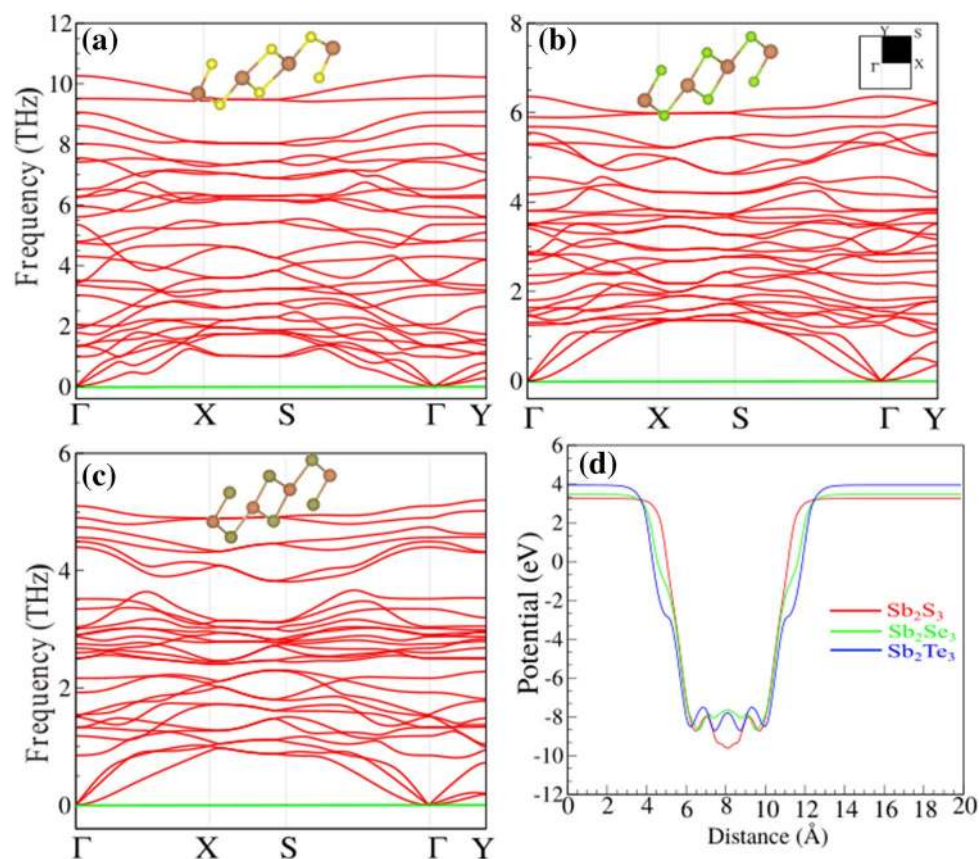 (a)
12
10
8
6
4
2
0
Frequency (THz)
Γ X S Γ Y
(b)
8
6
4
2
0
Y S
Γ X
Γ X S Γ Y
(c)
6
4
2
0
Frequency (THz)
Γ X S Γ Y
(d)
6
4
2
0
-2
-4
-6
-8
-10
-12
Potential (eV)
Sb₂S₃
Sb₂Se₃
Sb₂Te₃
0 2 4 6 8 10 12 14 16 18 20
Distance (Å)